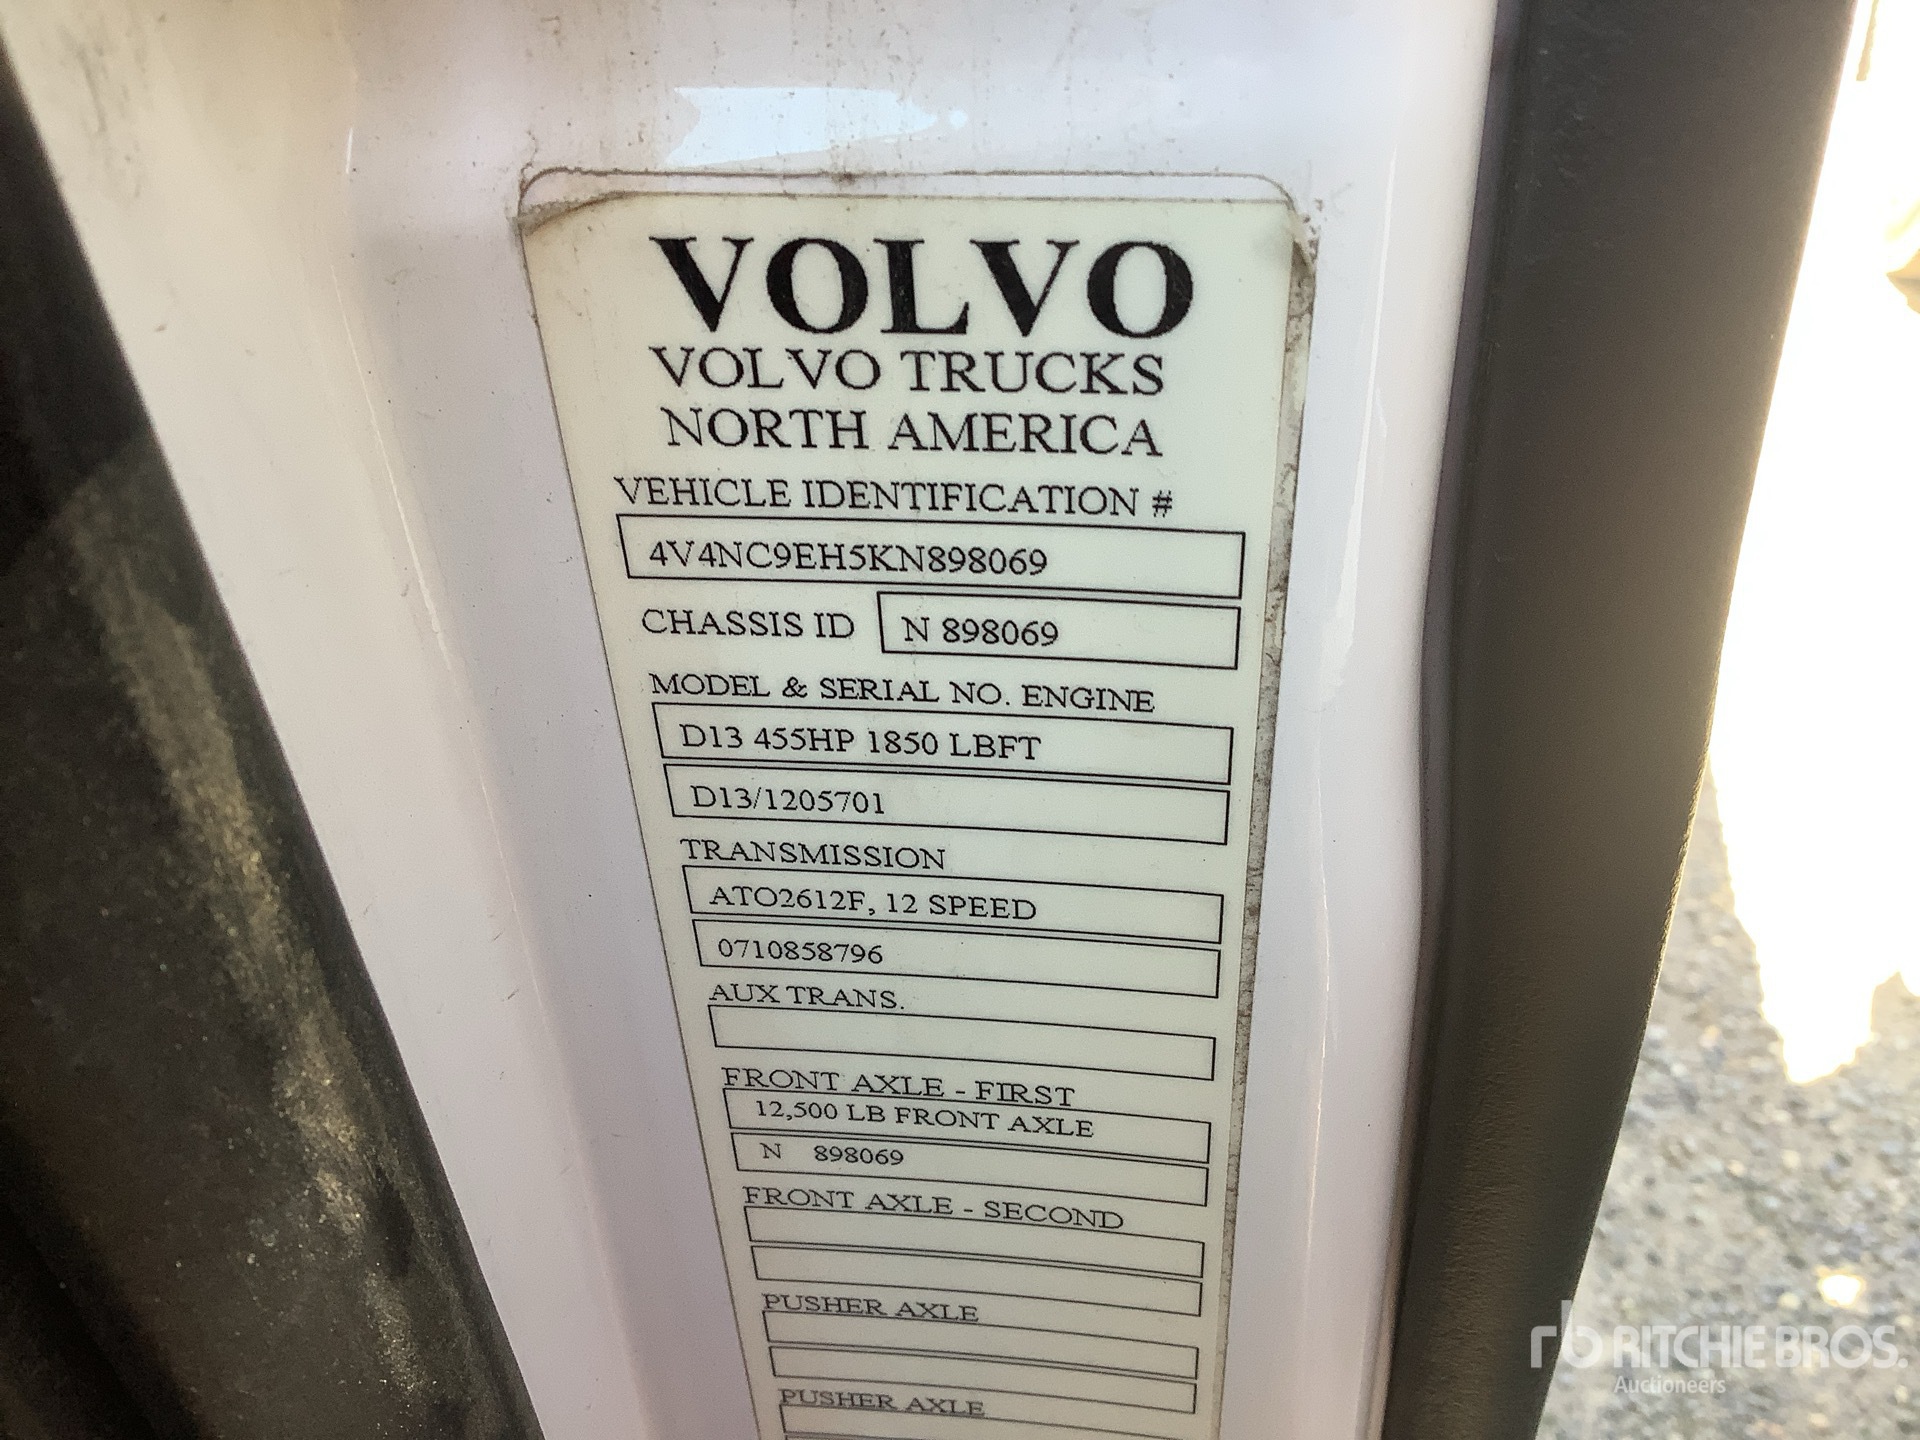 VOLVO
VOLVO TRUCKS
NORTH AMERICA
VEHICLE IDENTIFICATION #
4V4NC9EH5KN898069
CHASSIS ID N 898069
MODEL & SERIAL NO. ENGINE
D13 455HP 1850 LBFT
D13/1205701
TRANSMISSION
ATO2612F, 12 SPEED
0710858796
AUX TRANS.
FRONT AXLE - FIRST
12,500 LB FRONT AXLE
N 898069
FRONT AXLE - SECOND
PUSHER AXLE
PUSHER AXLE
rb RITCHIE BROS.
Auctioneers